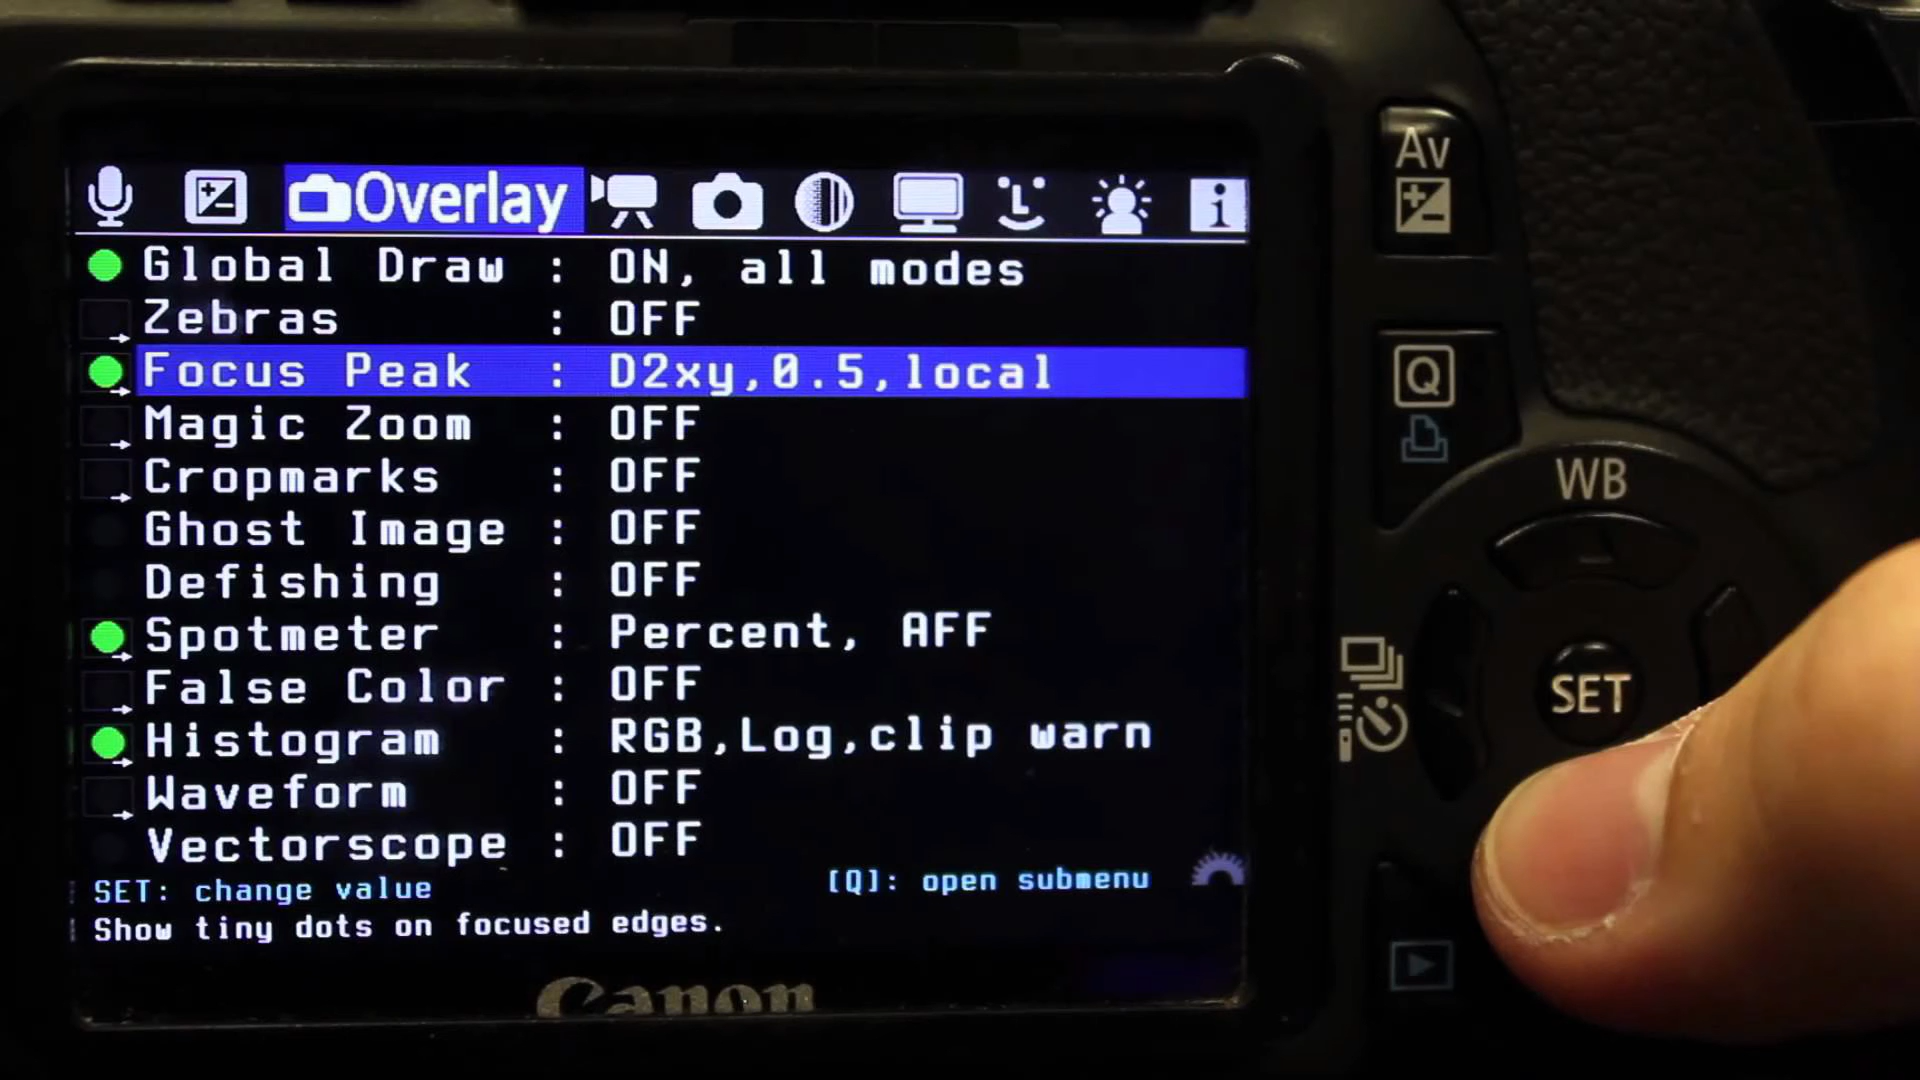 Overlay
Global Draw : ON, all modes
Zebras : OFF
Focus Peak : D2xy,0.5,local
Magic Zoom : OFF
Cropmarks : OFF
Ghost Image : OFF
Defishing : OFF
Spotmeter : Percent, AFF
False Color : OFF
Histogram : RGB,Log,clip warn
Waveform : OFF
Vectorscope : OFF
SET: change value [Q]: open submenu
Show tiny dots on focused edges.
Canon
Av
Q
WB
SET